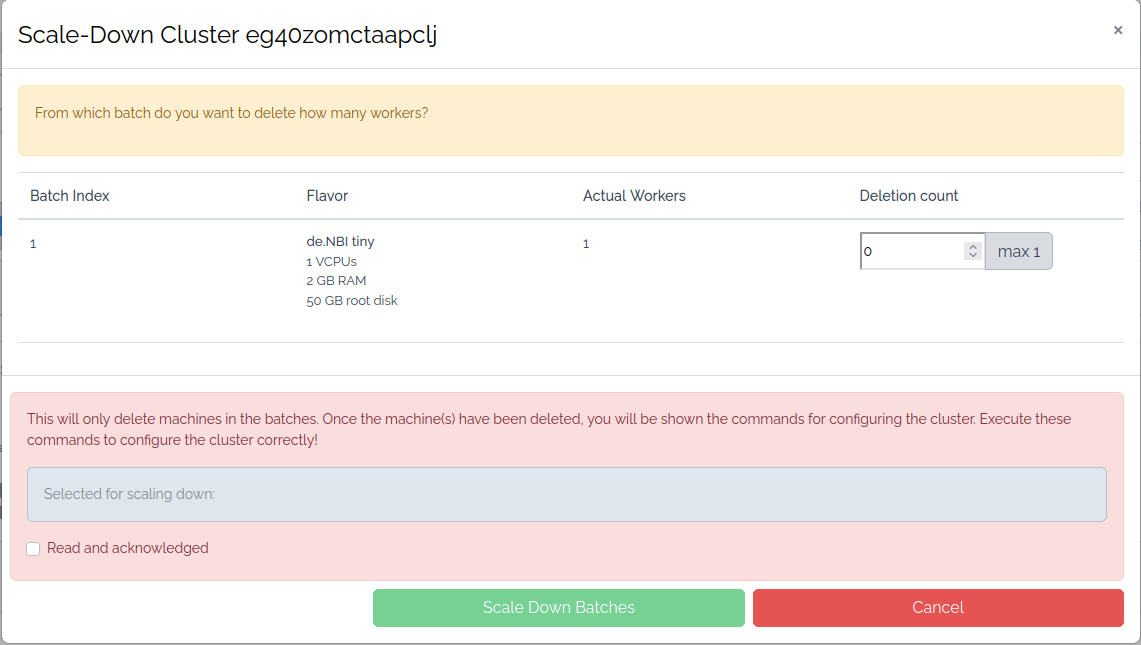 Scale-Down Cluster eg40zomctaapclj
×
From which batch do you want to delete how many workers?
Batch Index Flavor Actual Workers Deletion count
1 de.NBI tiny 1 0 max 1
1 VCPUs
2 GB RAM
50 GB root disk
This will only delete machines in the batches. Once the machine(s) have been deleted, you will be shown the commands for configuring the cluster. Execute these
commands to configure the cluster correctly!
Selected for scaling down:
Read and acknowledged
Scale Down Batches Cancel